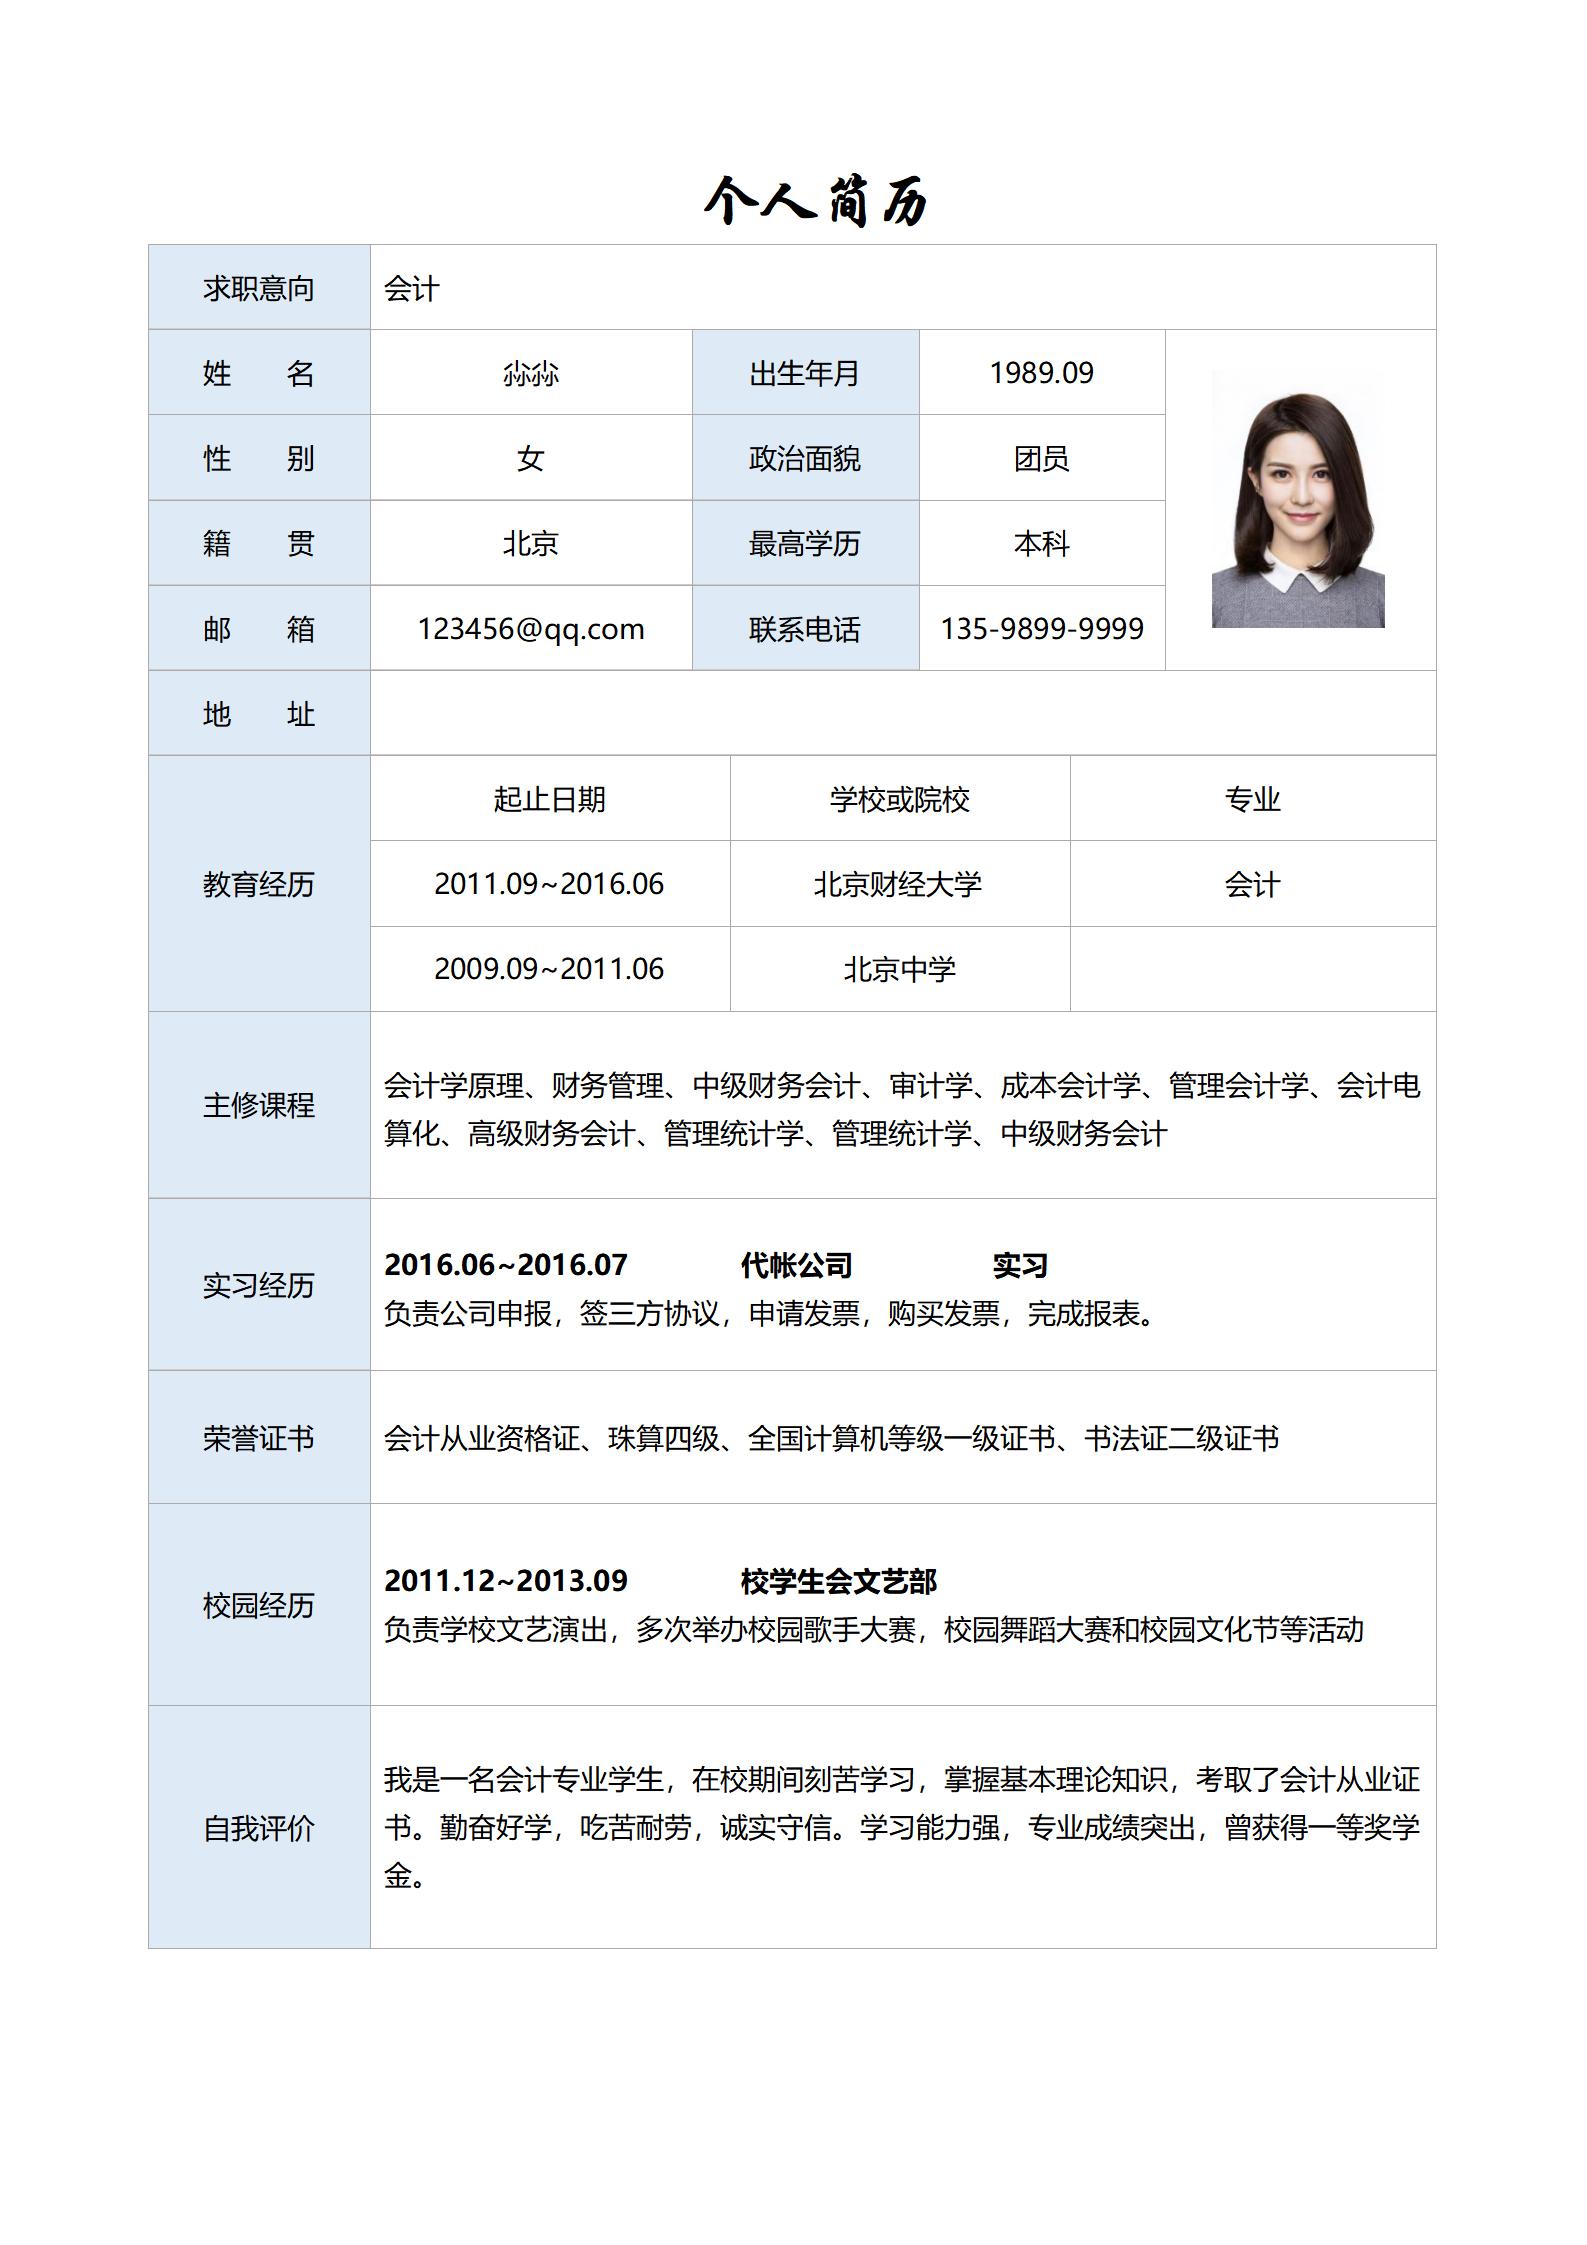 个人简历
求职意向 会计
姓 名 尛尛 出生年月 1989.09
性 别 女 政治面貌 团员
籍 贯 北京 最高学历 本科
邮 箱 123456@qq.com 联系电话 135-9899-9999
地 址
教育经历
起止日期 学校或院校 专业
2011.09~2016.06 北京财经大学 会计
2009.09~2011.06 北京中学
主修课程
会计学原理、财务管理、中级财务会计、审计学、成本会计学、管理会计学、会计电
算化、高级财务会计、管理统计学、管理统计学、中级财务会计
实习经历
2016.06~2016.07 代帐公司 实习
负责公司申报，签三方协议，申请发票，购买发票，完成报表。
荣誉证书
会计从业资格证、珠算四级、全国计算机等级一级证书、书法证二级证书
校园经历
2011.12~2013.09 校学生会文艺部
负责学校文艺演出，多次举办校园歌手大赛，校园舞蹈大赛和校园文化节等活动
自我评价
我是一名会计专业学生，在校期间刻苦学习，掌握基本理论知识，考取了会计从业证
书。勤奋好学，吃苦耐劳，诚实守信。学习能力强，专业成绩突出，曾获得一等奖学
金。